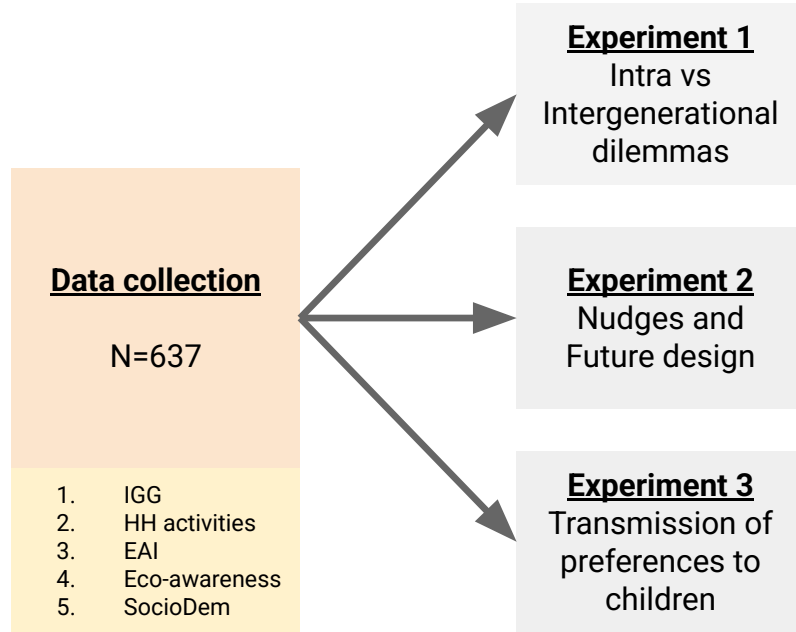 Data collection
N=637
1. IGG
2. HH activities
3. EAI
4. Eco-awareness
5. SocioDem
Experiment 1
Intra vs
Intergenerational
dilemmas
Experiment 2
Nudges and
Future design
Experiment 3
Transmission of
preferences to
children